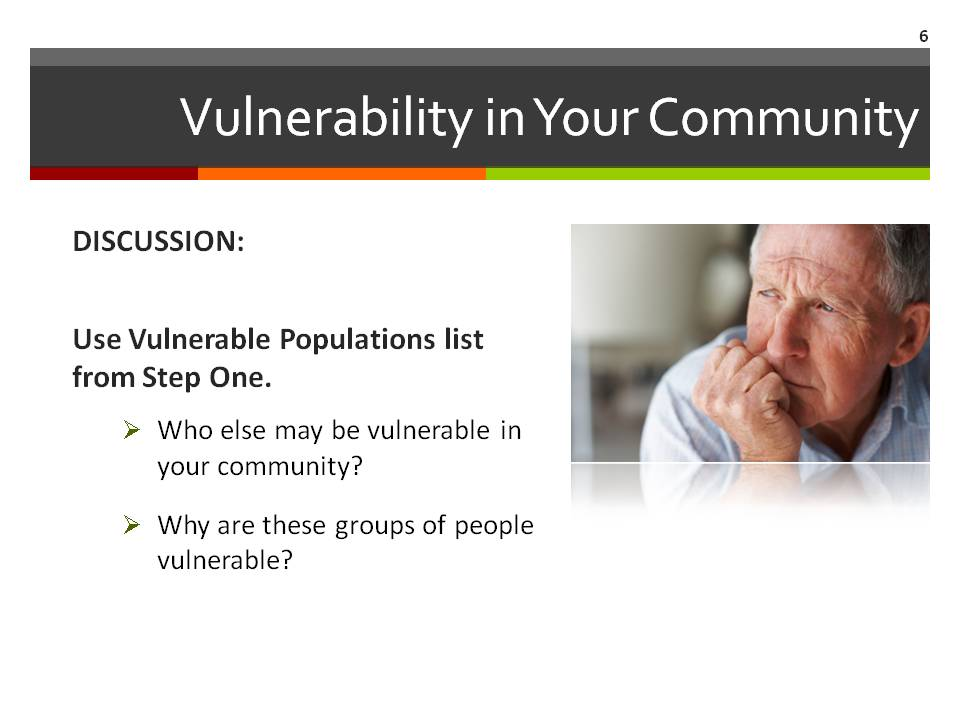 6
Vulnerability in Your Community
DISCUSSION:
Use Vulnerable Populations list
from Step One.
Who else may be vulnerable in
your community?
Why are these groups of people
vulnerable?